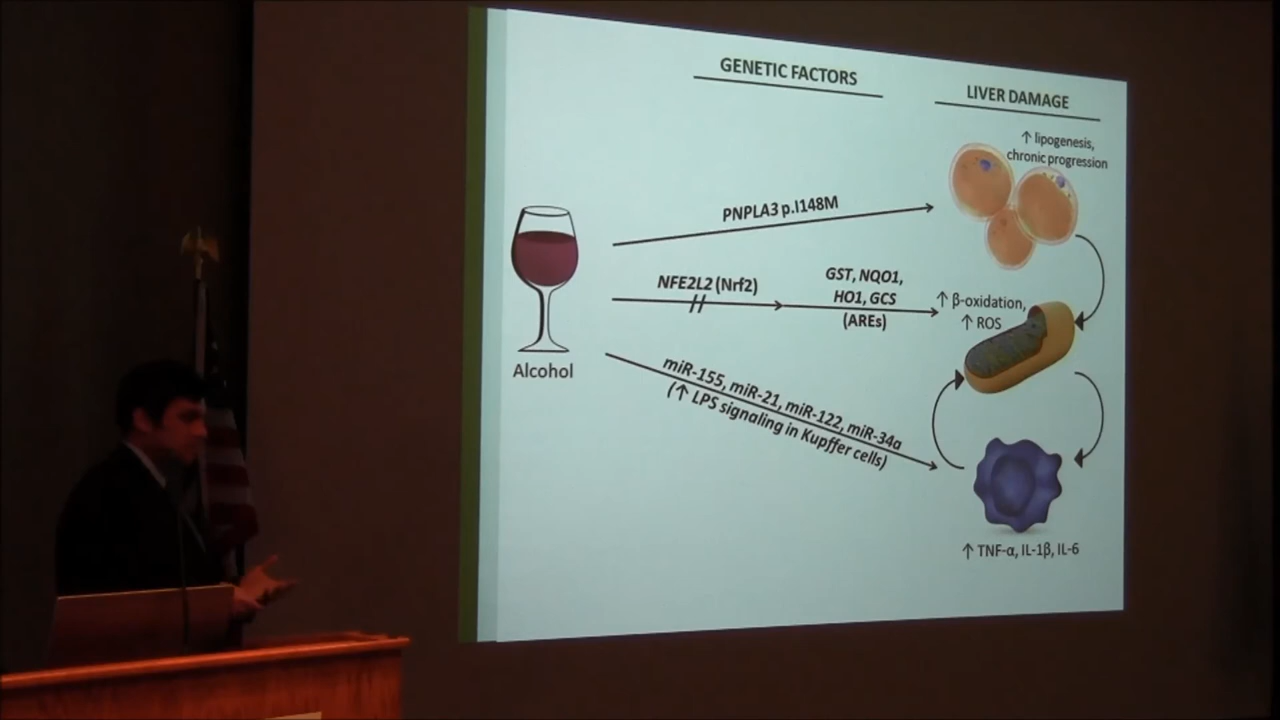 GENETIC FACTORS
LIVER DAMAGE
↑ lipogenesis,
chronic progression
PNPLA3 p.I148M
NFE2L2 (Nrf2)
GST, NQO1,
HO1, GCS
(AREs)
↑ β-oxidation,
↑ ROS
Alcohol
miR-155, miR-21, miR-122, miR-34a
(↑ LPS signaling in Kupffer cells)
↑ TNF-α, IL-1β, IL-6